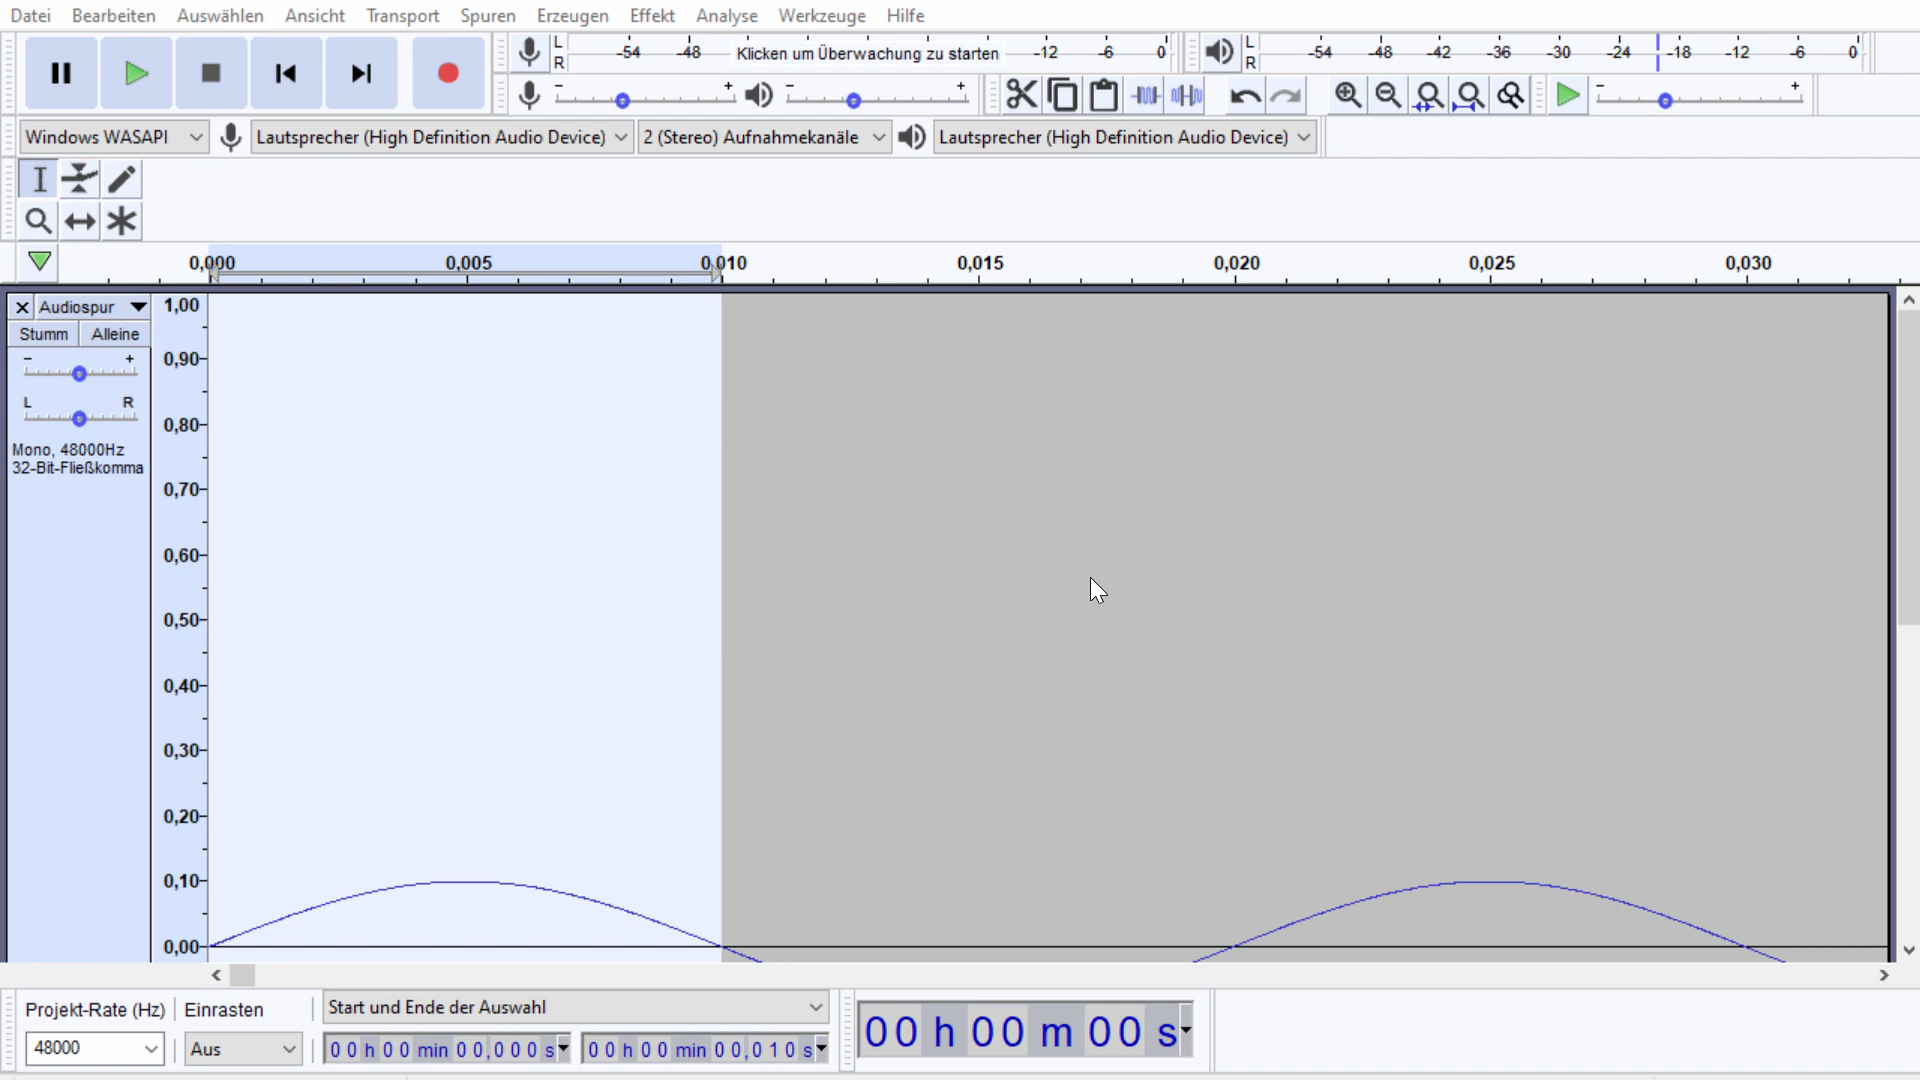 Datei Bearbeiten Auswählen Ansicht Transport Spuren Erzeugen Effekt Analyse Werkzeuge Hilfe
L R -54 -48 Klicken um Überwachung zu starten -12 -6 0
L R -54 -48 -42 -36 -30 -24 -18 -12 -6 0
- + - + - +
Windows WASAPI Lautsprecher (High Definition Audio Device) 2 (Stereo) Aufnahmekanäle Lautsprecher (High Definition Audio Device)
0,000 0,005 0,010 0,015 0,020 0,025 0,030
Audiospur
Stumm Alleine
- +
L R
Mono, 48000Hz
32-Bit-Fließkomma
1,00
0,90
0,80
0,70
0,60
0,50
0,40
0,30
0,20
0,10
0,00
Projekt-Rate (Hz) Einrasten Start und Ende der Auswahl
48000 Aus 00 h 00 min 00,000 s 00 h 00 min 00,010 s
00 h 00 m 00 s